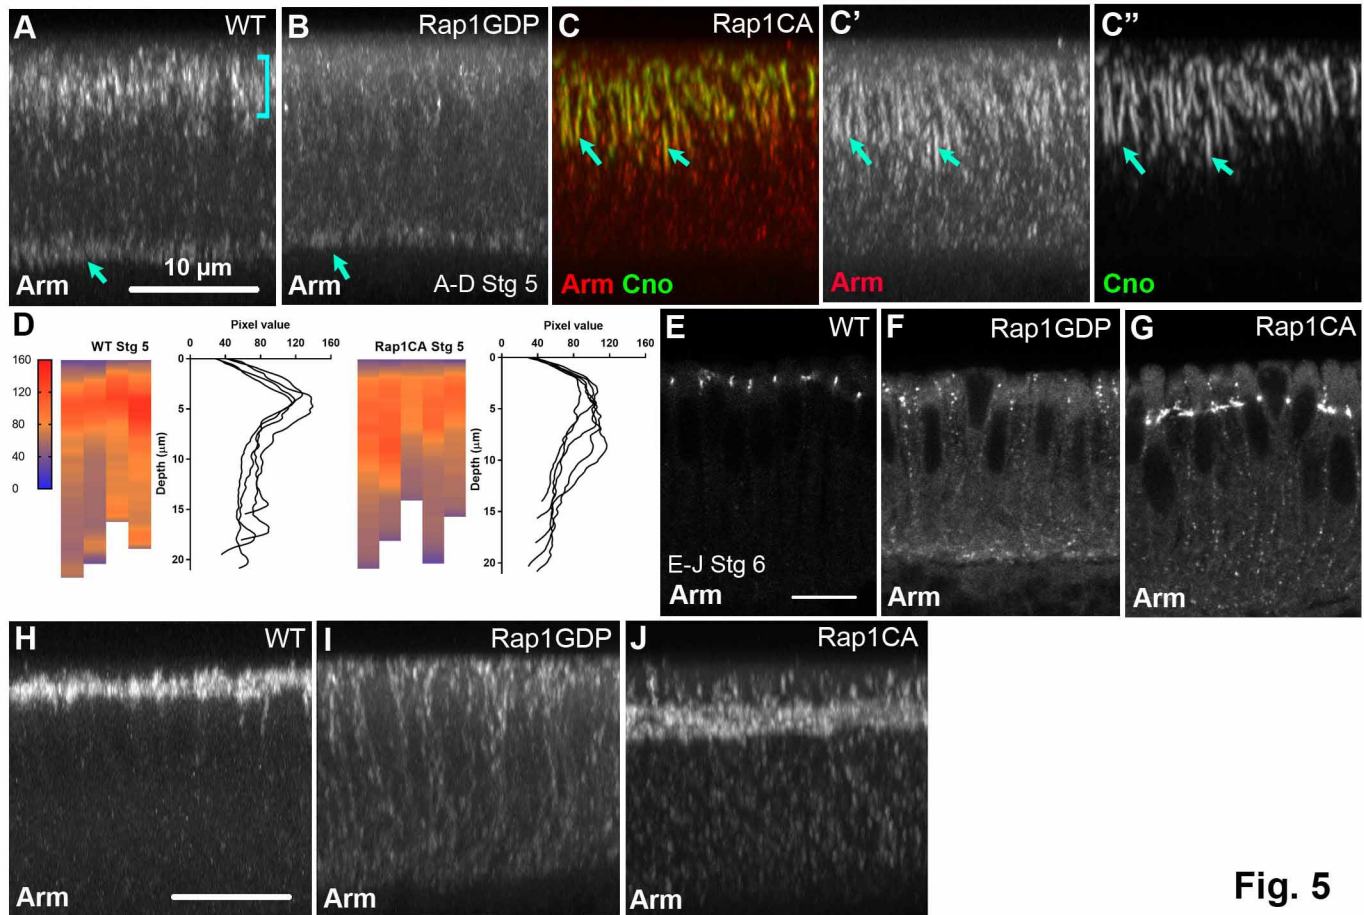 A WT
B Rap1GDP
C Rap1CA
C’
C”
10 µm
Arm
Arm
A-D Stg 5
Arm Cno
Arm
Cno
D
Pixel value
Pixel value
WT Stg 5
0 40 80 120 160
Rap1CA Stg 5
0 40 80 120 160
160
120
80
40
0
Depth (µm)
0
5
10
15
20
Depth (µm)
0
5
10
15
20
E WT
F Rap1GDP
G Rap1CA
E-J Stg 6
Arm
Arm
Arm
H WT
I Rap1GDP
J Rap1CA
Arm
Arm
Arm
Fig. 5